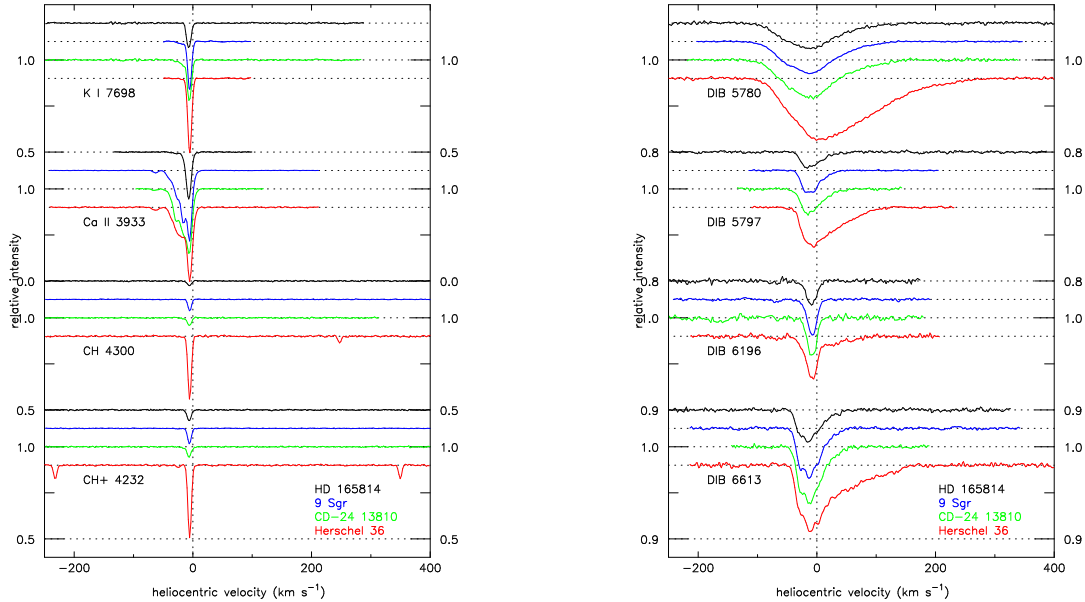 1.0
K I 7698
1.0
0.5
1.0
Ca II 3933
0.5
1.0
0.0
1.0
CH 4300
0.0
1.0
0.5
1.0
CH+ 4232
0.5
1.0
HD 165814
9 Sgr
CD−24 13810
Herschel 36
0.5
0.5
−200
0
200
400
heliocentric velocity (km s−1)
relative intensity
1.0
DIB 5780
1.0
0.8
1.0
DIB 5797
0.8
1.0
0.8
1.0
DIB 6196
0.8
1.0
0.9
1.0
DIB 6613
0.9
1.0
HD 165814
9 Sgr
CD−24 13810
Herschel 36
0.9
0.9
−200
0
200
400
heliocentric velocity (km s−1)
relative intensity